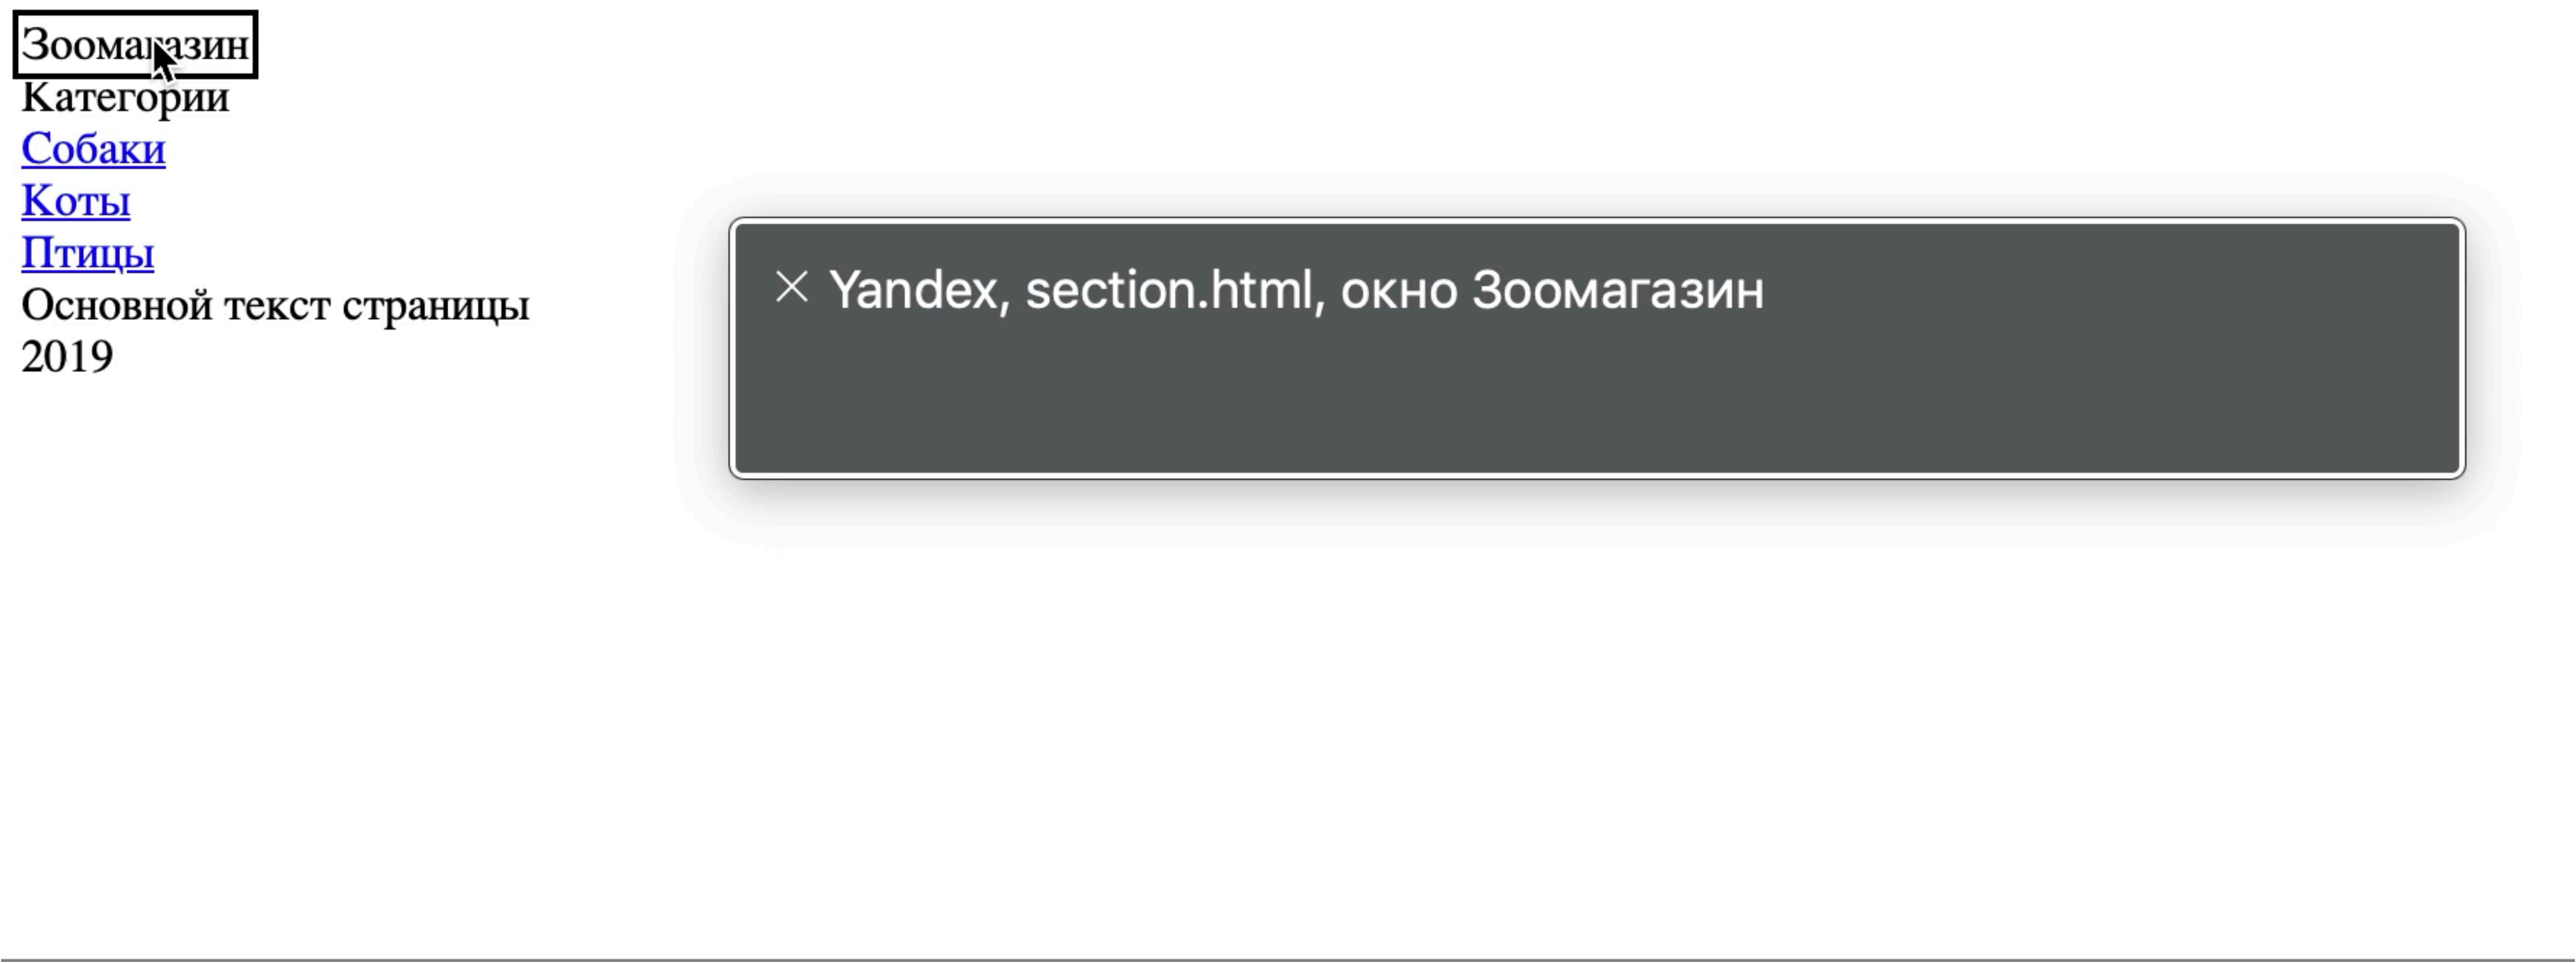 Зоомагазин
Категории
Собаки
Коты
Птицы
Основной текст страницы
2019
Yandex, section.html, окно Зоомагазин